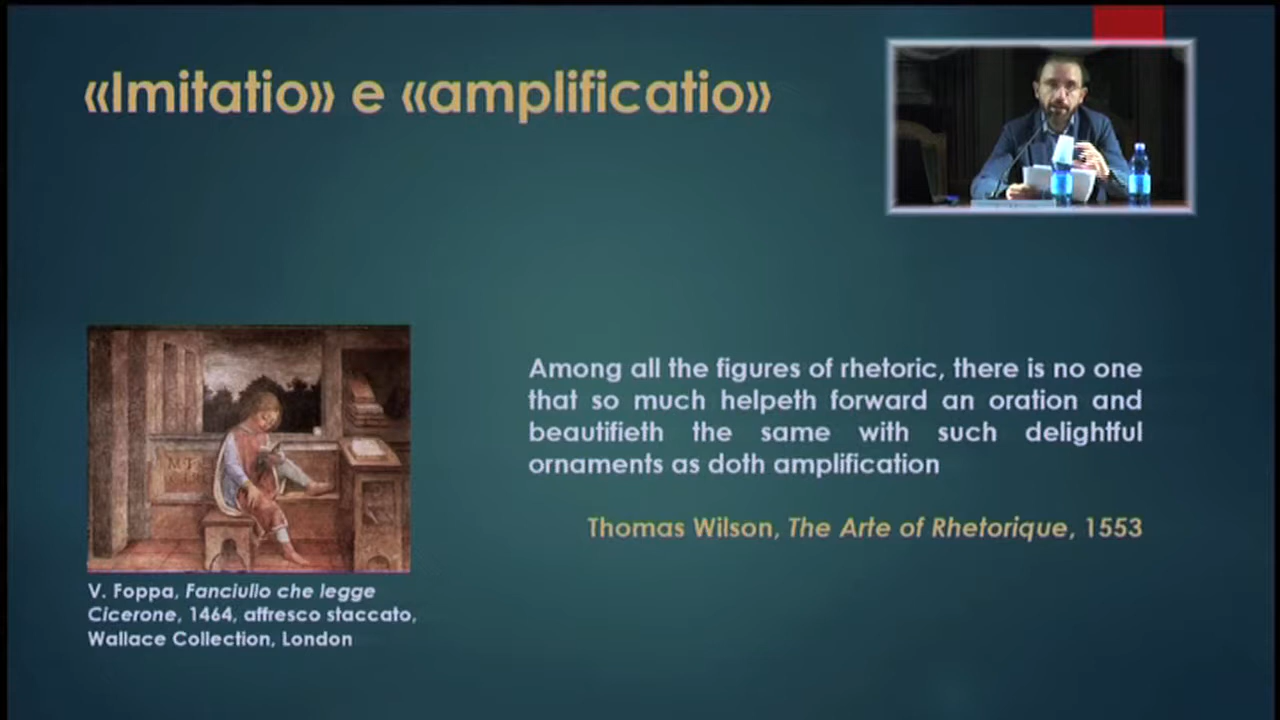 «Imitatio» e «amplificatio»
Among all the figures of rhetoric, there is no one
that so much helpeth forward an oration and
beautifieth the same with such delightful
ornaments as doth amplification
Thomas Wilson, The Arte of Rhetorique, 1553
V. Foppa, Fanciullo che legge
Cicerone, 1464, affresco staccato,
Wallace Collection, London